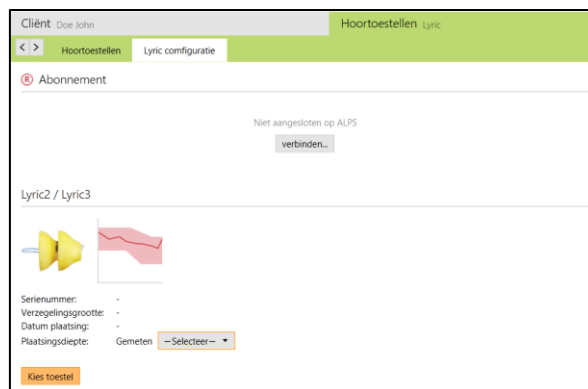 Cliënt Doe John
Hoortoestellen Lyric
< > Hoortoestellen Lyric comfiguratie
® Abonnement
Niet aangesloten op ALPS
verbinden...
Lyric2 / Lyric3
Serienummer: -
Verzegelingsgrootte: -
Datum plaatsing: -
Plaatsingsdiepte: Gemeten —Selecteer—
Kies toestel